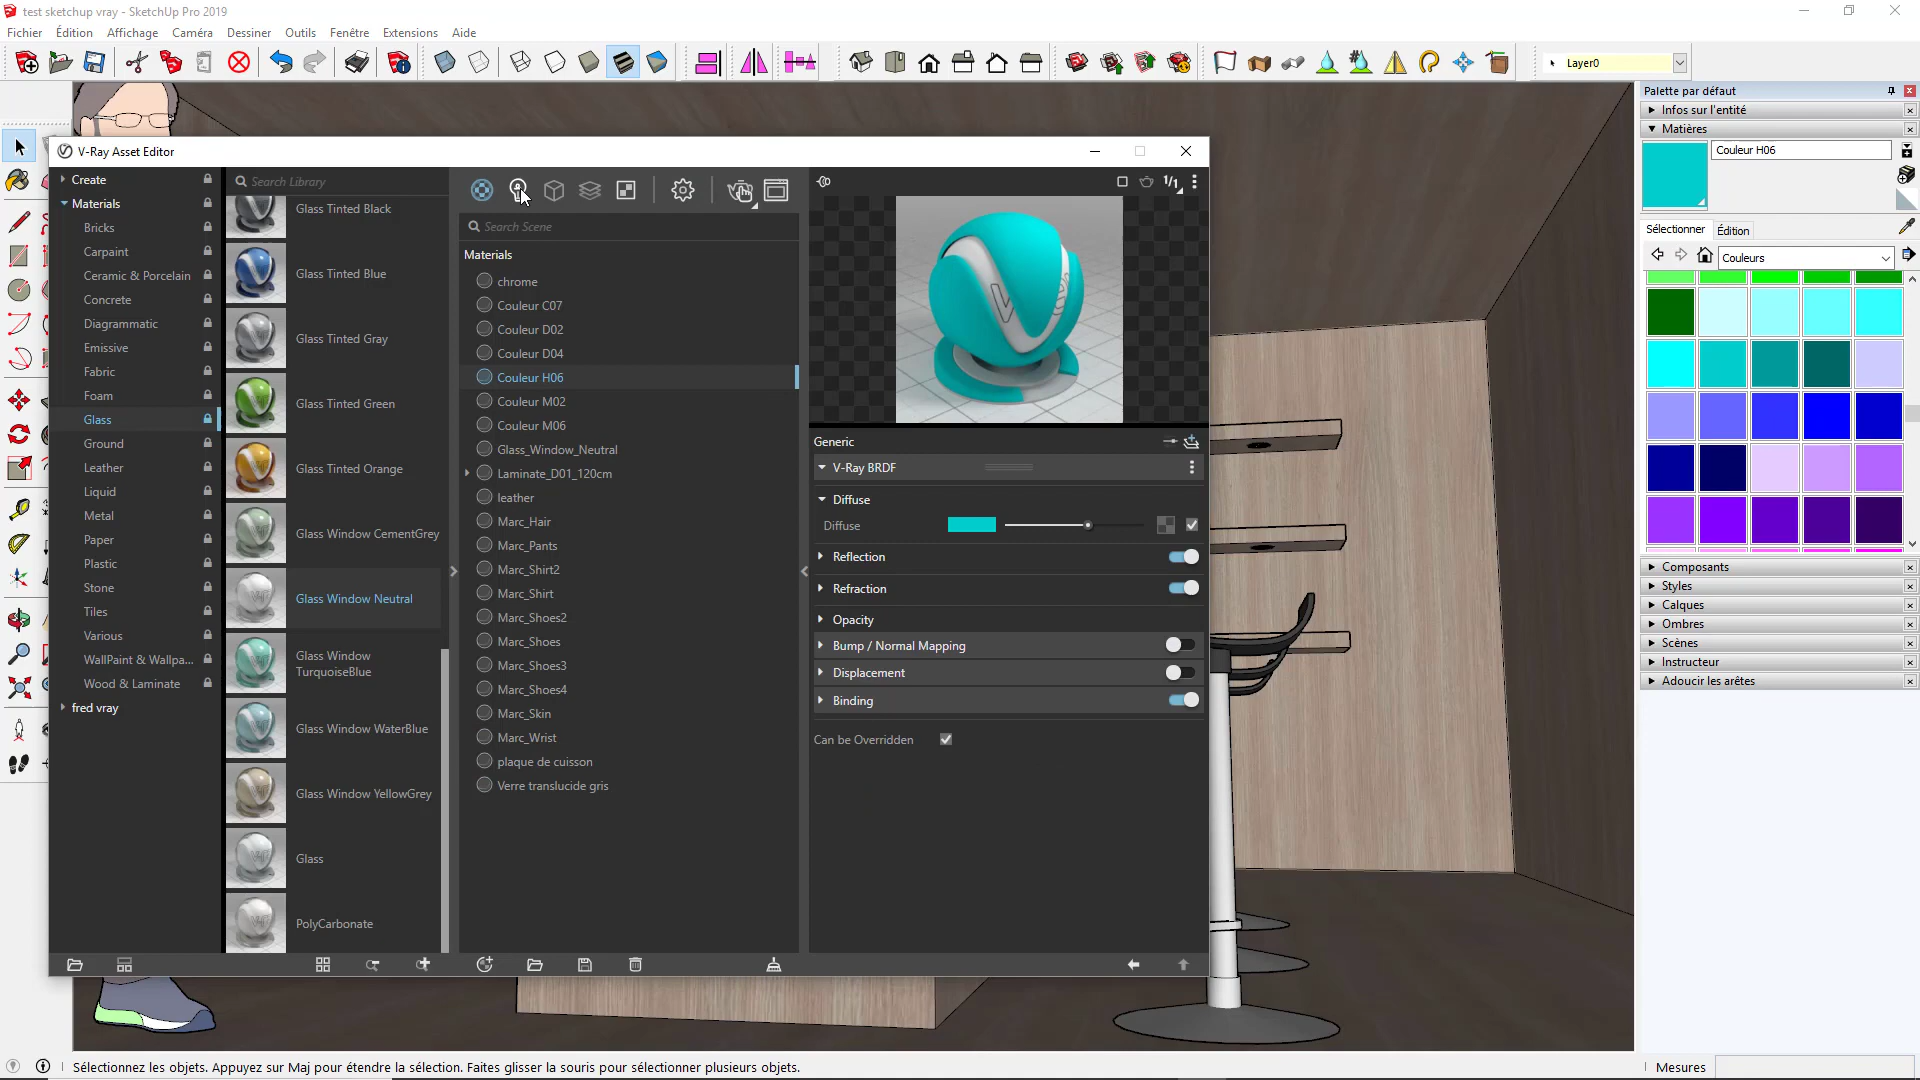 test sketchup vray - SketchUp Pro 2019
Fichier Édition Affichage Caméra Dessiner Outils Fenêtre Extensions Aide
Layer0
Palette par défaut
Infos sur l'entité
Matières
Couleur H06
Sélectionner Édition
Couleurs
Composants
Styles
Calques
Ombres
Scènes
Instructeur
Adoucir les arêtes
V-Ray Asset Editor
Create
Materials
Bricks
Carpaint
Ceramic & Porcelain
Concrete
Diagrammatic
Emissive
Fabric
Foam
Glass
Ground
Leather
Liquid
Metal
Paper
Plastic
Stone
Tiles
Various
WallPaint & Wallpa...
Wood & Laminate
fred vray
Search Library
Glass Tinted Black
Glass Tinted Blue
Glass Tinted Gray
Glass Tinted Green
Glass Tinted Orange
Glass Window CementGrey
Glass Window Neutral
Glass Window
TurquoiseBlue
Glass Window WaterBlue
Glass Window YellowGrey
Glass
PolyCarbonate
Search Scene
Materials
chrome
Couleur C07
Couleur D02
Couleur D04
Couleur H06
Couleur M02
Couleur M06
Glass_Window_Neutral
Laminate_D01_120cm
leather
Marc_Hair
Marc_Pants
Marc_Shirt2
Marc_Shirt
Marc_Shoes2
Marc_Shoes
Marc_Shoes3
Marc_Shoes4
Marc_Skin
Marc_Wrist
plaque de cuisson
Verre translucide gris
1/1
Generic
V-Ray BRDF
Diffuse
Diffuse
Reflection
Refraction
Opacity
Bump / Normal Mapping
Displacement
Binding
Can be Overridden
Sélectionnez les objets. Appuyez sur Maj pour étendre la sélection. Faites glisser la souris pour sélectionner plusieurs objets.
Mesures